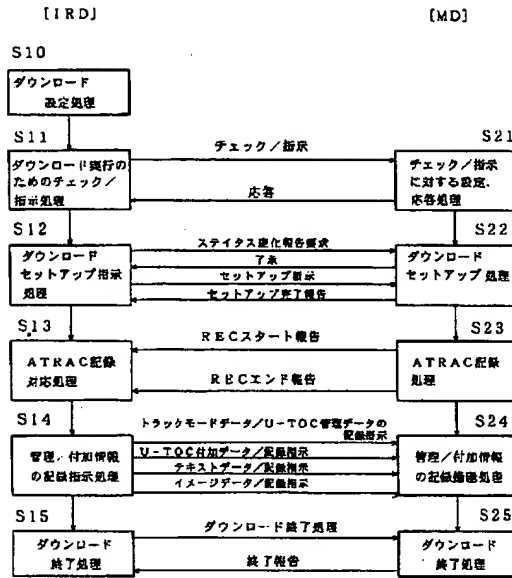 [IRD]
[MD]
S10
ダウンロード
設定処理
S11
ダウンロード実行の
ためのチェック／
指示処理
チェック／指示
応答
S21
チェック／指示
に対する設定、
応答処理
S12
ダウンロード
セットアップ指示
処理
ステイタス変化報告要求
了承
セットアップ指示
セットアップ完了報告
S22
ダウンロード
セットアップ処理
S13
ATRAC記録
対応処理
RECスタート報告
RECエンド報告
S23
ATRAC記録
処理
S14
管理／付加情報
の記録指示処理
トラックモードデータ／U－TOC管理データの
記録指示
U－TOC付加データ／記録指示
テキストデータ／記録指示
イメージデータ／記録指示
S24
管理／付加情報
の記録処理
S15
ダウンロード
終了処理
ダウンロード終了処理
終了報告
S25
ダウンロード
終了処理